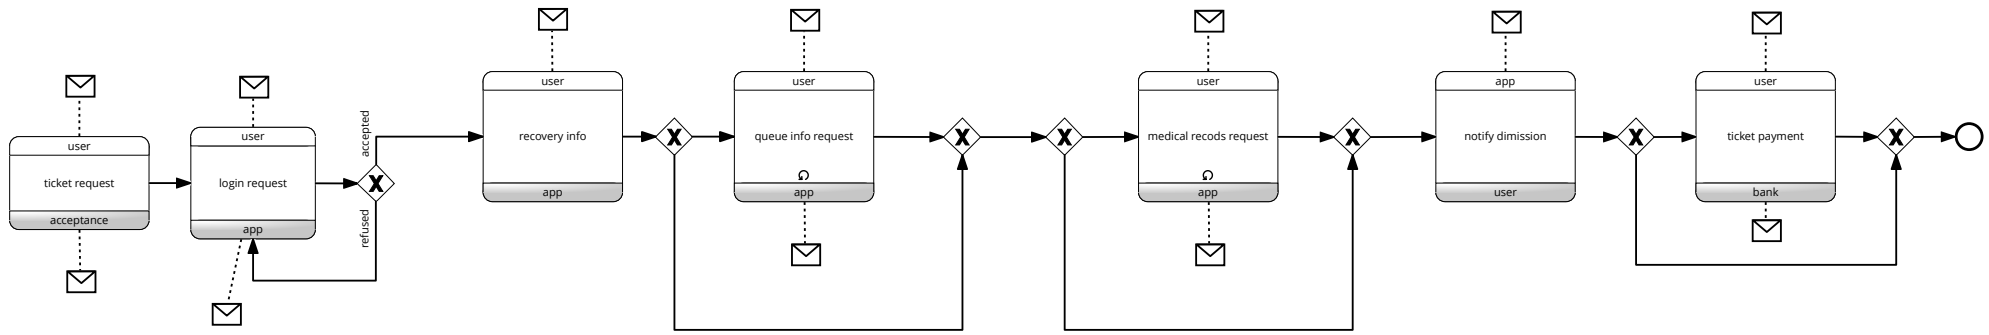 user
ticket request
acceptance
user
login request
app
accepted
refused
user
recovery info
app
user
queue info request
app
user
medical recods request
app
app
notify dimission
user
user
ticket payment
bank